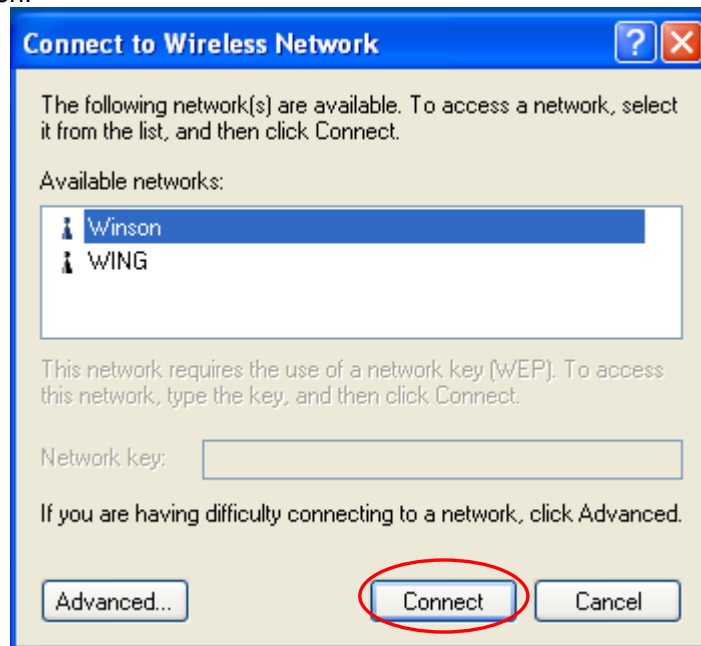 Connect to Wireless Network
The following network(s) are available. To access a network, select
it from the list, and then click Connect.
Available networks:
Winson
WING
This network requires the use of a network key (WEP). To access
this network, type the key, and then click Connect.
Network key:
If you are having difficulty connecting to a network, click Advanced.
Advanced... Connect Cancel